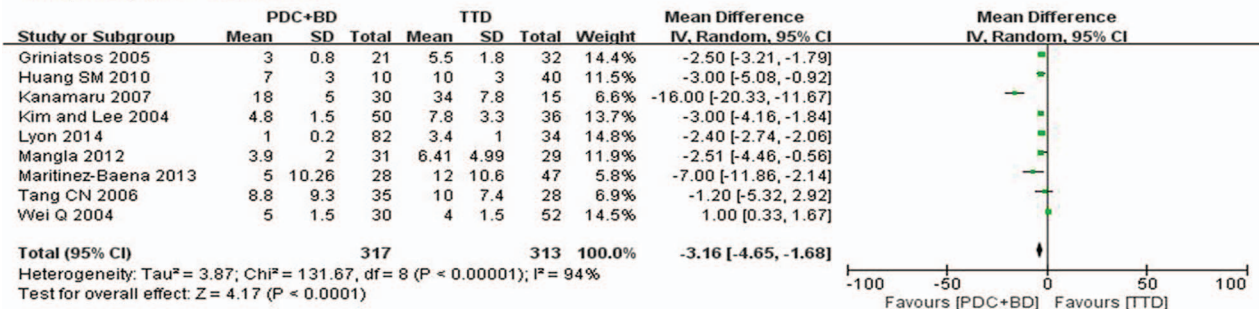 PDC+BD TTD Mean Difference Mean Difference
Study or Subgroup Mean SD Total Mean SD Total Weight IV, Random, 95% CI IV, Random, 95% CI
Griniatsos 2005 3 0.8 21 5.5 1.8 32 14.4% -2.50 [-3.21, -1.79]
Huang SM 2010 7 3 10 10 3 40 11.5% -3.00 [-5.08, -0.92]
Kanamaru 2007 18 5 30 34 7.8 15 6.6% -16.00 [-20.33, -11.67]
Kim and Lee 2004 4.8 1.5 50 7.8 3.3 36 13.7% -3.00 [-4.16, -1.84]
Lyon 2014 1 0.2 82 3.4 1 34 14.8% -2.40 [-2.74, -2.06]
Mangla 2012 3.9 2 31 6.41 4.99 29 11.9% -2.51 [-4.46, -0.56]
Maritinez-Baena 2013 5 10.26 28 12 10.6 47 5.8% -7.00 [-11.86, -2.14]
Tang CN 2006 8.8 9.3 35 10 7.4 28 6.9% -1.20 [-5.32, 2.92]
Wei Q 2004 5 1.5 30 4 1.5 52 14.5% 1.00 [0.33, 1.67]
Total (95% CI) 317 313 100.0% -3.16 [-4.65, -1.68]
Heterogeneity: Tau² = 3.87; Chi² = 131.67, df = 8 (P < 0.00001); I² = 94%
Test for overall effect: Z = 4.17 (P < 0.0001)
-100 -50 0 50 100
Favours [PDC+BD] Favours [TTD]